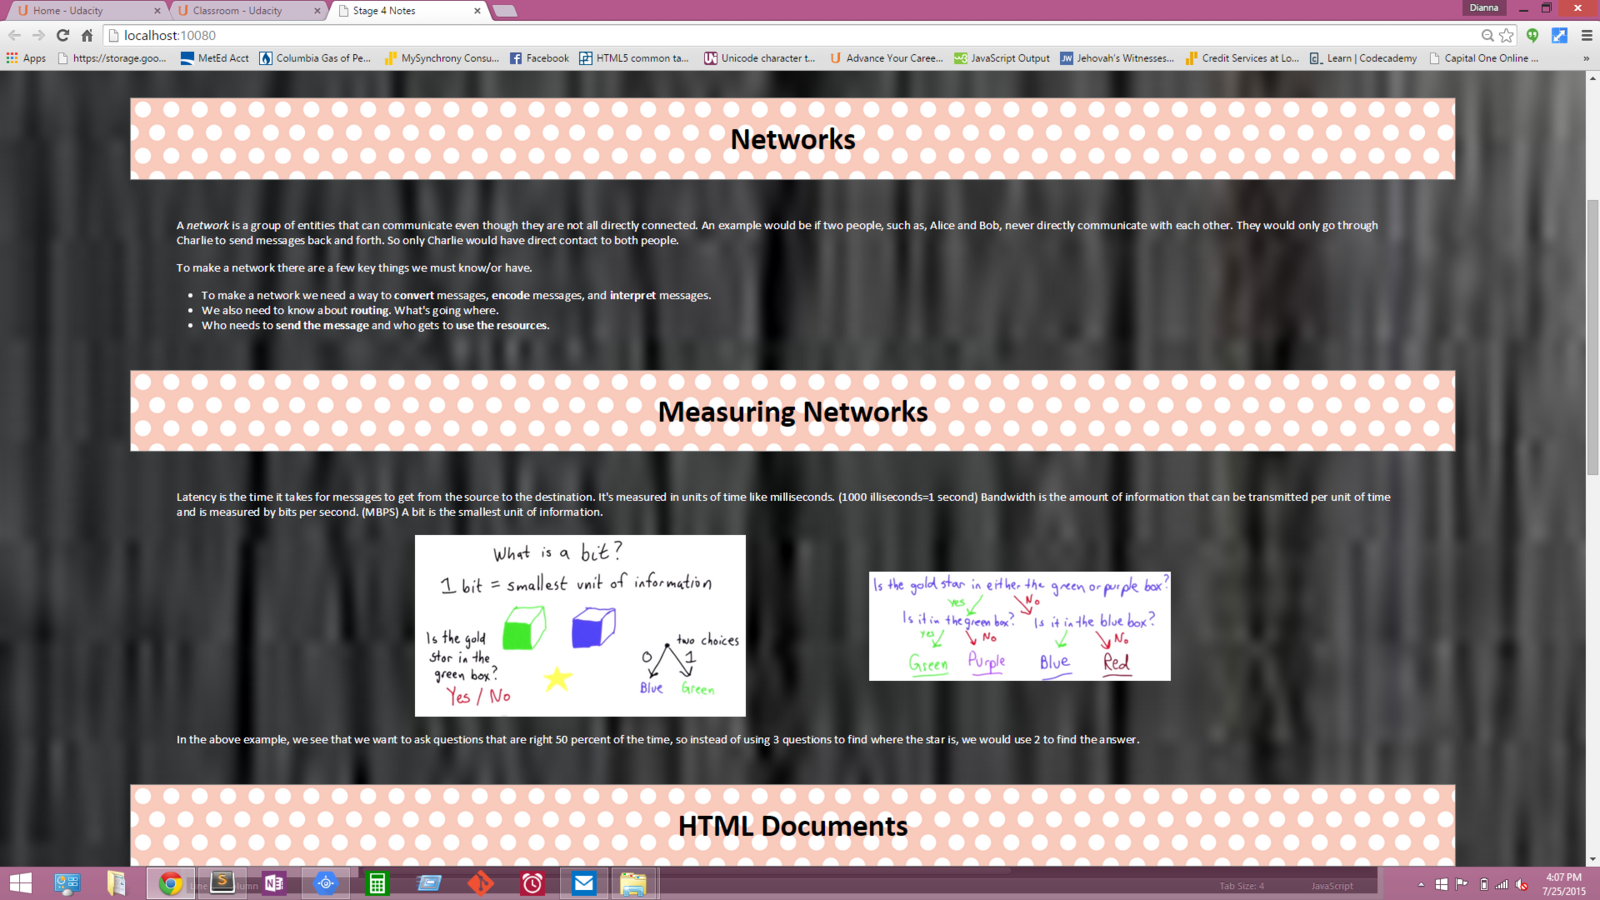 Home - Udacity
Classroom - Udacity
Stage 4 Notes
Dianna
localhost:10080
Apps
https://storage.goo...
MetEd Acct
Columbia Gas of Pe...
MySynchrony Consu...
Facebook
HTML5 common ta...
Unicode character t...
Advance Your Caree...
JavaScript Output
Jehovah's Witnesses...
Credit Services at Lo...
Learn | Codecademy
Capital One Online ...
Networks
A network is a group of entities that can communicate even though they are not all directly connected. An example would be if two people, such as, Alice and Bob, never directly communicate with each other. They would only go through
Charlie to send messages back and forth. So only Charlie would have direct contact to both people.
To make a network there are a few key things we must know/or have.
To make a network we need a way to convert messages, encode messages, and interpret messages.
We also need to know about routing. What's going where.
Who needs to send the message and who gets to use the resources.
Measuring Networks
Latency is the time it takes for messages to get from the source to the destination. It's measured in units of time like milliseconds. (1000 illiseconds=1 second) Bandwidth is the amount of information that can be transmitted per unit of time
and is measured by bits per second. (MBPS) A bit is the smallest unit of information.
What is a bit?
1 bit = smallest unit of information
Is the gold
star in the
green box?
Yes / No
two choices
0 1
Blue Green
Is the gold star in either the green or purple box?
Yes No
Is it in the green box? Is it in the blue box?
Yes No No
Green Purple Blue Red
In the above example, we see that we want to ask questions that are right 50 percent of the time, so instead of using 3 questions to find where the star is, we would use 2 to find the answer.
HTML Documents
Tab Size: 4
JavaScript
4:07 PM
7/25/2015